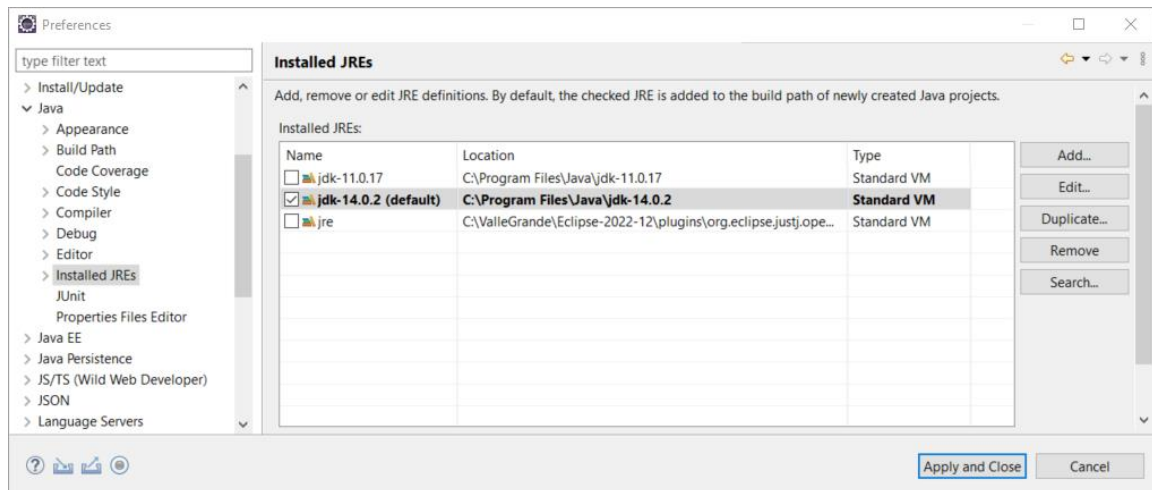 Preferences
type filter text
Install/Update
Java
Appearance
Build Path
Code Coverage
Code Style
Compiler
Debug
Editor
Installed JREs
JUnit
Properties Files Editor
Java EE
Java Persistence
JS/TS (Wild Web Developer)
JSON
Language Servers
Installed JREs
Add, remove or edit JRE definitions. By default, the checked JRE is added to the build path of newly created Java projects.
Installed JREs:
Name Location Type
jdk-11.0.17 C:\Program Files\Java\jdk-11.0.17 Standard VM
jdk-14.0.2 (default) C:\Program Files\Java\jdk-14.0.2 Standard VM
jre C:\ValleGrande\Eclipse-2022-12\plugins\org.eclipse.justj.ope... Standard VM
Add...
Edit...
Duplicate...
Remove
Search...
Apply and Close Cancel